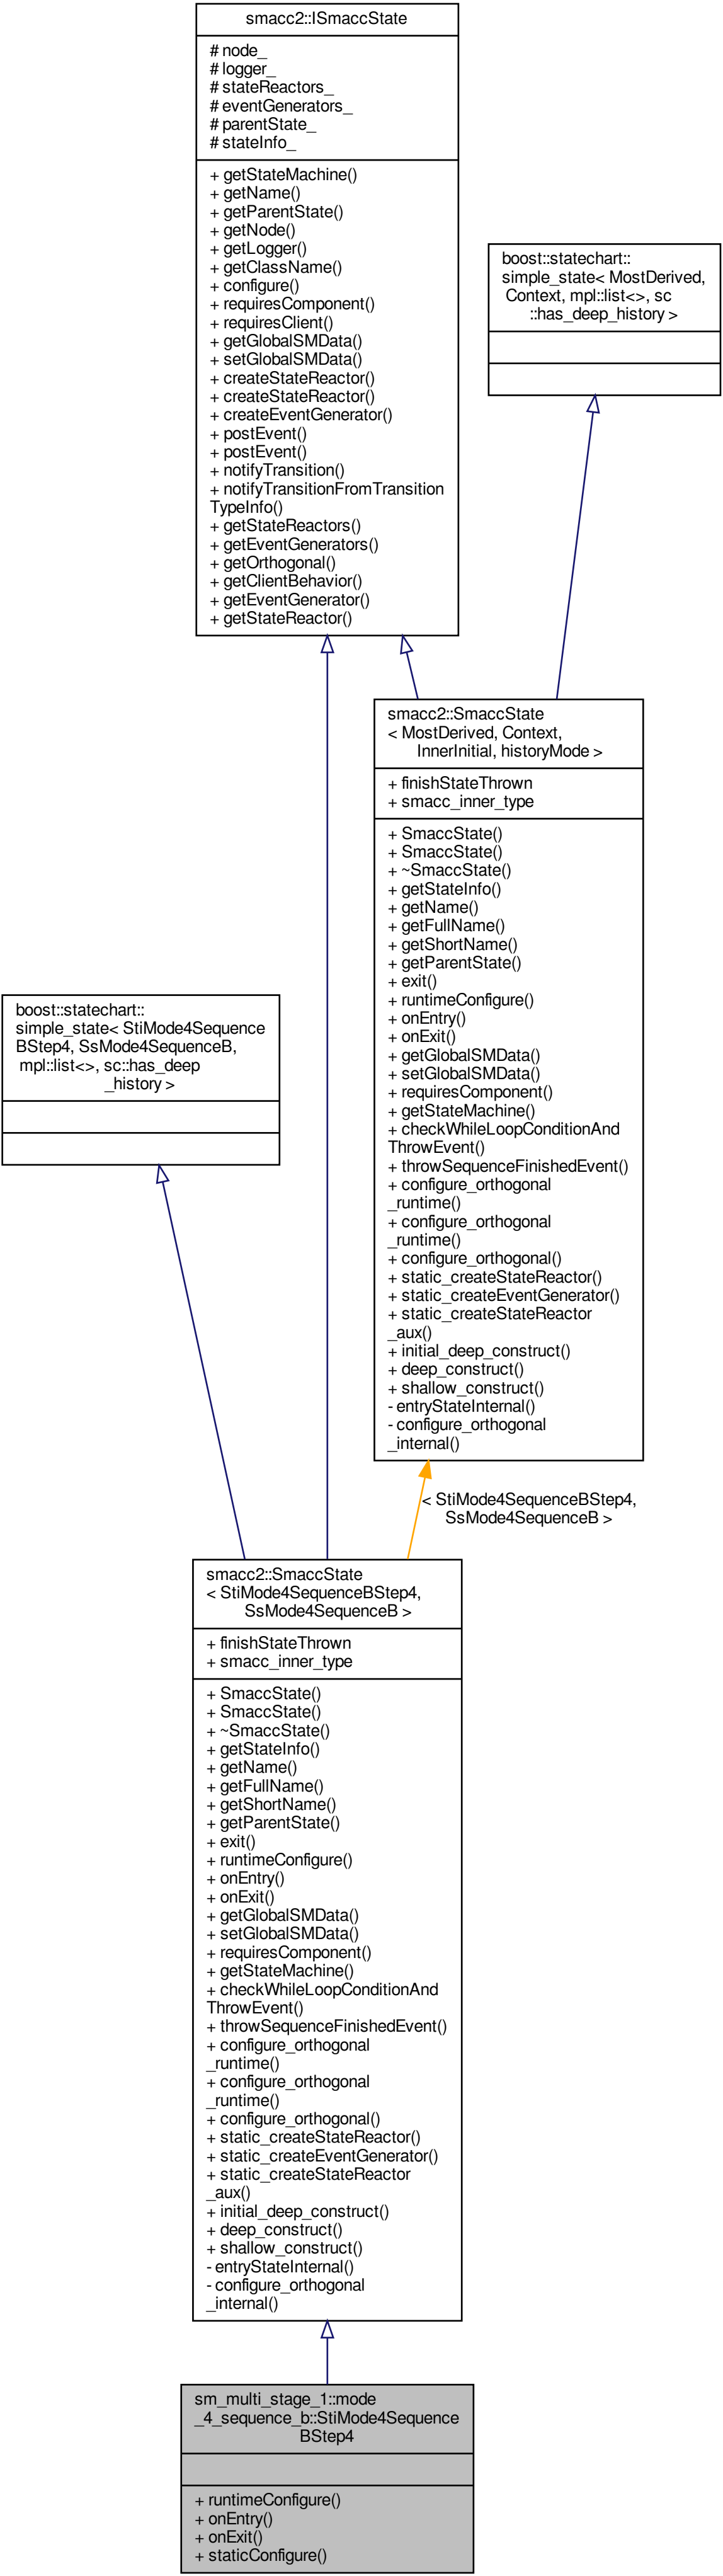 smacc2::ISmaccState
# node_
# logger_
# stateReactors_
# eventGenerators_
# parentState_
# stateInfo_
+ getStateMachine()
+ getName()
+ getParentState()
+ getNode()
+ getLogger()
+ getClassName()
+ configure()
+ requiresComponent()
+ requiresClient()
+ getGlobalSMData()
+ setGlobalSMData()
+ createStateReactor()
+ createStateReactor()
+ createEventGenerator()
+ postEvent()
+ postEvent()
+ notifyTransition()
+ notifyTransitionFromTransition
TypeInfo()
+ getStateReactors()
+ getEventGenerators()
+ getOrthogonal()
+ getClientBehavior()
+ getEventGenerator()
+ getStateReactor()
boost::statechart::
simple_state< MostDerived,
Context, mpl::list<>, sc
::has_deep_history >
smacc2::SmaccState
< MostDerived, Context,
InnerInitial, historyMode >
+ finishStateThrown
+ smacc_inner_type
+ SmaccState()
+ SmaccState()
+ ~SmaccState()
+ getStateInfo()
+ getName()
+ getFullName()
+ getShortName()
+ getParentState()
+ exit()
+ runtimeConfigure()
+ onEntry()
+ onExit()
+ getGlobalSMData()
+ setGlobalSMData()
+ requiresComponent()
+ getStateMachine()
+ checkWhileLoopConditionAnd
ThrowEvent()
+ throwSequenceFinishedEvent()
+ configure_orthogonal
_runtime()
+ configure_orthogonal
_runtime()
+ configure_orthogonal()
+ static_createStateReactor()
+ static_createEventGenerator()
+ static_createStateReactor
_aux()
+ initial_deep_construct()
+ deep_construct()
+ shallow_construct()
- entryStateInternal()
- configure_orthogonal
_internal()
boost::statechart::
simple_state< StiMode4Sequence
BStep4, SsMode4SequenceB,
mpl::list<>, sc::has_deep
_history >
< StiMode4SequenceBStep4,
SsMode4SequenceB >
smacc2::SmaccState
< StiMode4SequenceBStep4,
SsMode4SequenceB >
+ finishStateThrown
+ smacc_inner_type
+ SmaccState()
+ SmaccState()
+ ~SmaccState()
+ getStateInfo()
+ getName()
+ getFullName()
+ getShortName()
+ getParentState()
+ exit()
+ runtimeConfigure()
+ onEntry()
+ onExit()
+ getGlobalSMData()
+ setGlobalSMData()
+ requiresComponent()
+ getStateMachine()
+ checkWhileLoopConditionAnd
ThrowEvent()
+ throwSequenceFinishedEvent()
+ configure_orthogonal
_runtime()
+ configure_orthogonal
_runtime()
+ configure_orthogonal()
+ static_createStateReactor()
+ static_createEventGenerator()
+ static_createStateReactor
_aux()
+ initial_deep_construct()
+ deep_construct()
+ shallow_construct()
- entryStateInternal()
- configure_orthogonal
_internal()
sm_multi_stage_1::mode
_4_sequence_b::StiMode4Sequence
BStep4
+ runtimeConfigure()
+ onEntry()
+ onExit()
+ staticConfigure()